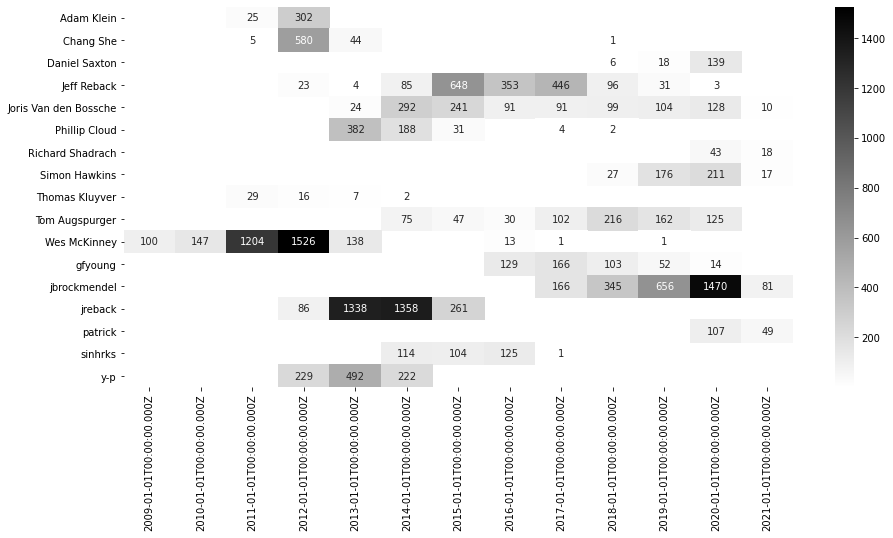 Adam Klein 25 302
Chang She 5 580 44 1
Daniel Saxton 6 18 139
Jeff Reback 23 4 85 648 353 446 96 31 3
Joris Van den Bossche 24 292 241 91 91 99 104 128 10
Phillip Cloud 382 188 31 4 2
Richard Shadrach 43 18
Simon Hawkins 27 176 211 17
Thomas Kluyver 29 16 7 2
Tom Augspurger 75 47 30 102 216 162 125
Wes McKinney 100 147 1204 1526 138 13 1 1
gfyoung 129 166 103 52 14
jbrockmendel 166 345 656 1470 81
jreback 86 1338 1358 261
patrick 107 49
sinhrks 114 104 125 1
y-p 229 492 222
2009-01-01T00:00:00.000Z
2010-01-01T00:00:00.000Z
2011-01-01T00:00:00.000Z
2012-01-01T00:00:00.000Z
2013-01-01T00:00:00.000Z
2014-01-01T00:00:00.000Z
2015-01-01T00:00:00.000Z
2016-01-01T00:00:00.000Z
2017-01-01T00:00:00.000Z
2018-01-01T00:00:00.000Z
2019-01-01T00:00:00.000Z
2020-01-01T00:00:00.000Z
2021-01-01T00:00:00.000Z
1400
1200
1000
800
600
400
200